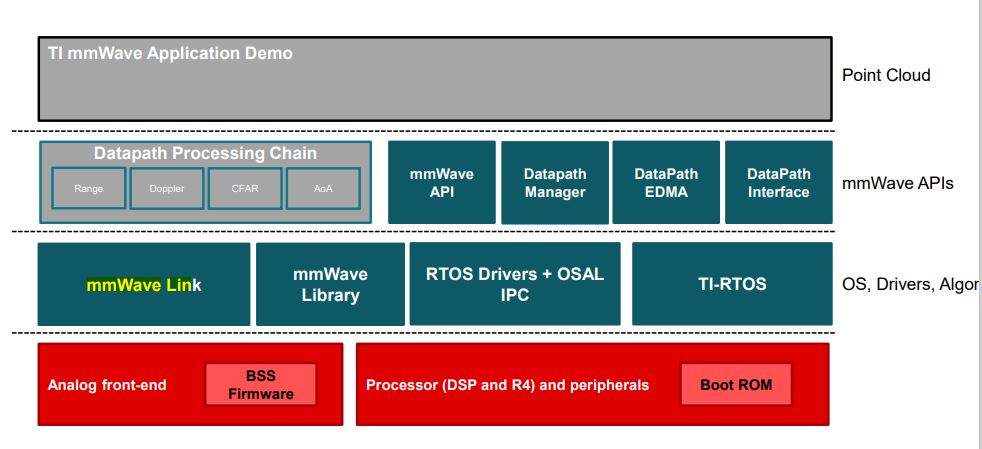 TI mmWave Application Demo
Point Cloud
Datapath Processing Chain
Range
Doppler
CFAR
AoA
mmWave
API
Datapath
Manager
DataPath
EDMA
DataPath
Interface
mmWave APIs
mmWave Link
mmWave
Library
RTOS Drivers + OSAL
IPC
TI-RTOS
OS, Drivers, Algor
Analog front-end
BSS
Firmware
Processor (DSP and R4) and peripherals
Boot ROM